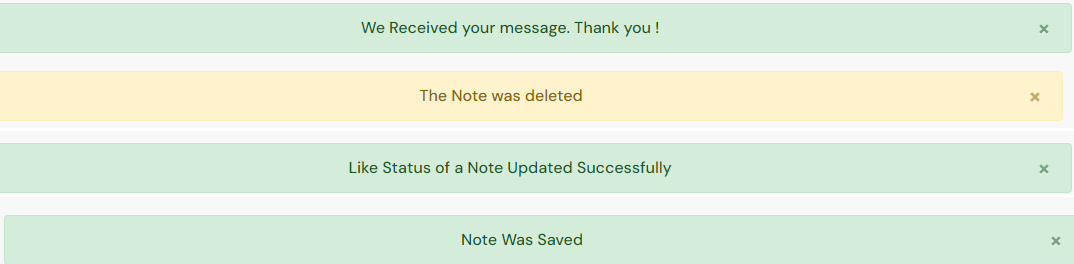 We Received your message. Thank you !
The Note was deleted
Like Status of a Note Updated Successfully
Note Was Saved